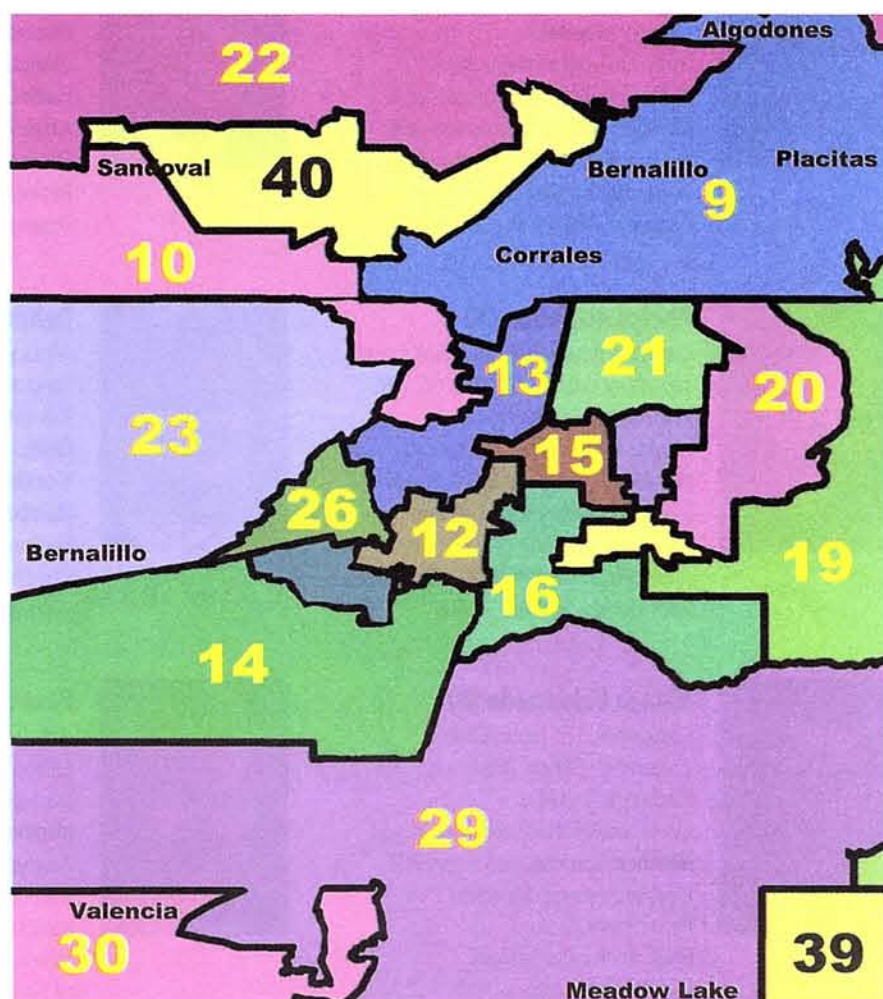 Algodones
22
Sandoval
40
Bernalillo
Placitas
9
10
Corrales
13
21
20
23
15
26
12
Bernalillo
19
16
14
29
Valencia
30
39
Meadow Lake